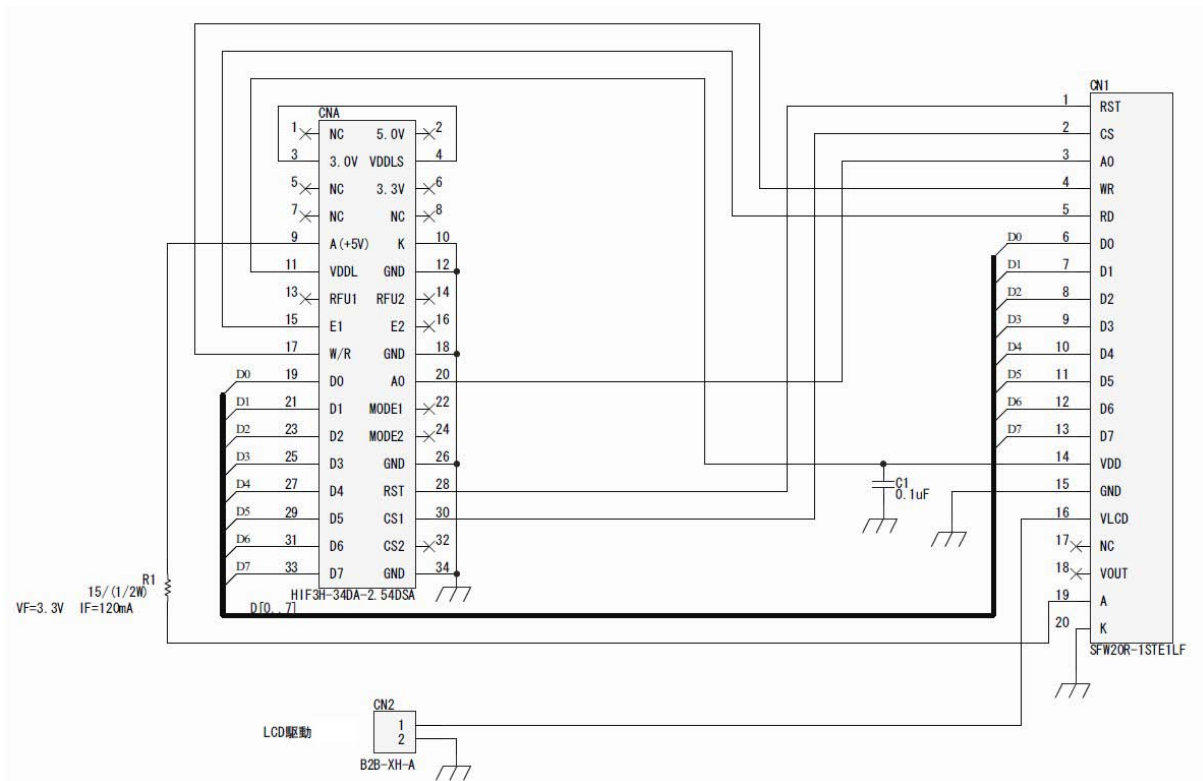 CNA
1 NC 5.0V 2
3 3.0V VDDLS 4
5 NC 3.3V 6
7 NC NC 8
9 A(+5V) K 10
11 VDDL GND 12
13 RFU1 RFU2 14
15 E1 E2 16
17 W/R GND 18
D0 19 D0 A0 20
D1 21 D1 MODE1 22
D2 23 D2 MODE2 24
D3 25 D3 GND 26
D4 27 D4 RST 28
D5 29 D5 CS1 30
D6 31 D6 CS2 32
D7 33 D7 GND 34
HIF3H-34DA-2.54DSA
D[0..7]
R1
15/(1/2W)
VF=3.3V IF=120mA
C1
0.1uF
CN1
1 RST
2 CS
3 A0
4 WR
5 RD
D0 6 D0
D1 7 D1
D2 8 D2
D3 9 D3
D4 10 D4
D5 11 D5
D6 12 D6
D7 13 D7
14 VDD
15 GND
16 VLCD
17 NC
18 VOUT
19 A
20 K
SFW20R-1STE1LF
CN2
LCD駆動
1
2
B2B-XH-A